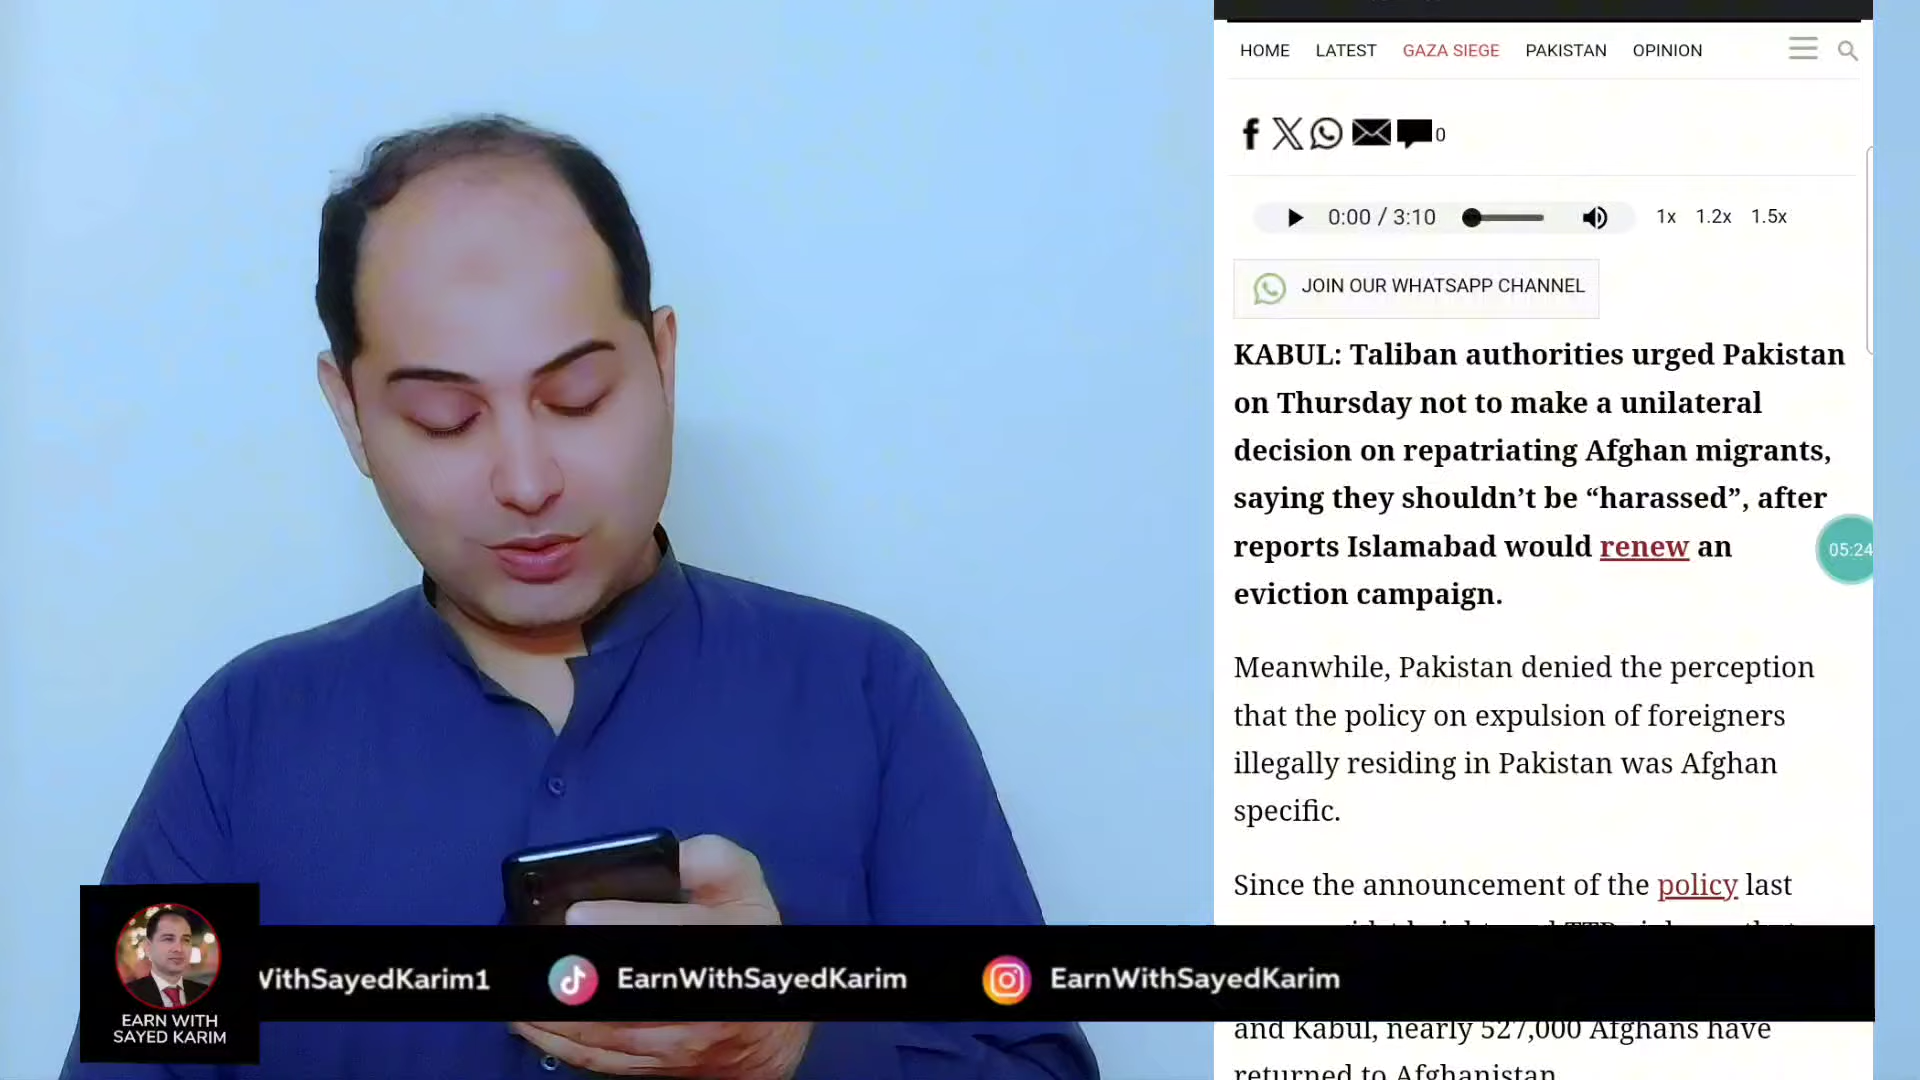 HOME LATEST GAZA SIEGE PAKISTAN OPINION
0
0:00 / 3:10 1x 1.2x 1.5x
JOIN OUR WHATSAPP CHANNEL
KABUL: Taliban authorities urged Pakistan
on Thursday not to make a unilateral
decision on repatriating Afghan migrants,
saying they shouldn’t be “harassed”, after
reports Islamabad would renew an
eviction campaign.
05:24
Meanwhile, Pakistan denied the perception
that the policy on expulsion of foreigners
illegally residing in Pakistan was Afghan
specific.
Since the announcement of the policy last
and Kabul, nearly 527,000 Afghans have
returned to Afghanistan
EARN WITH
SAYED KARIM
VithSayedKarim1 EarnWithSayedKarim EarnWithSayedKarim